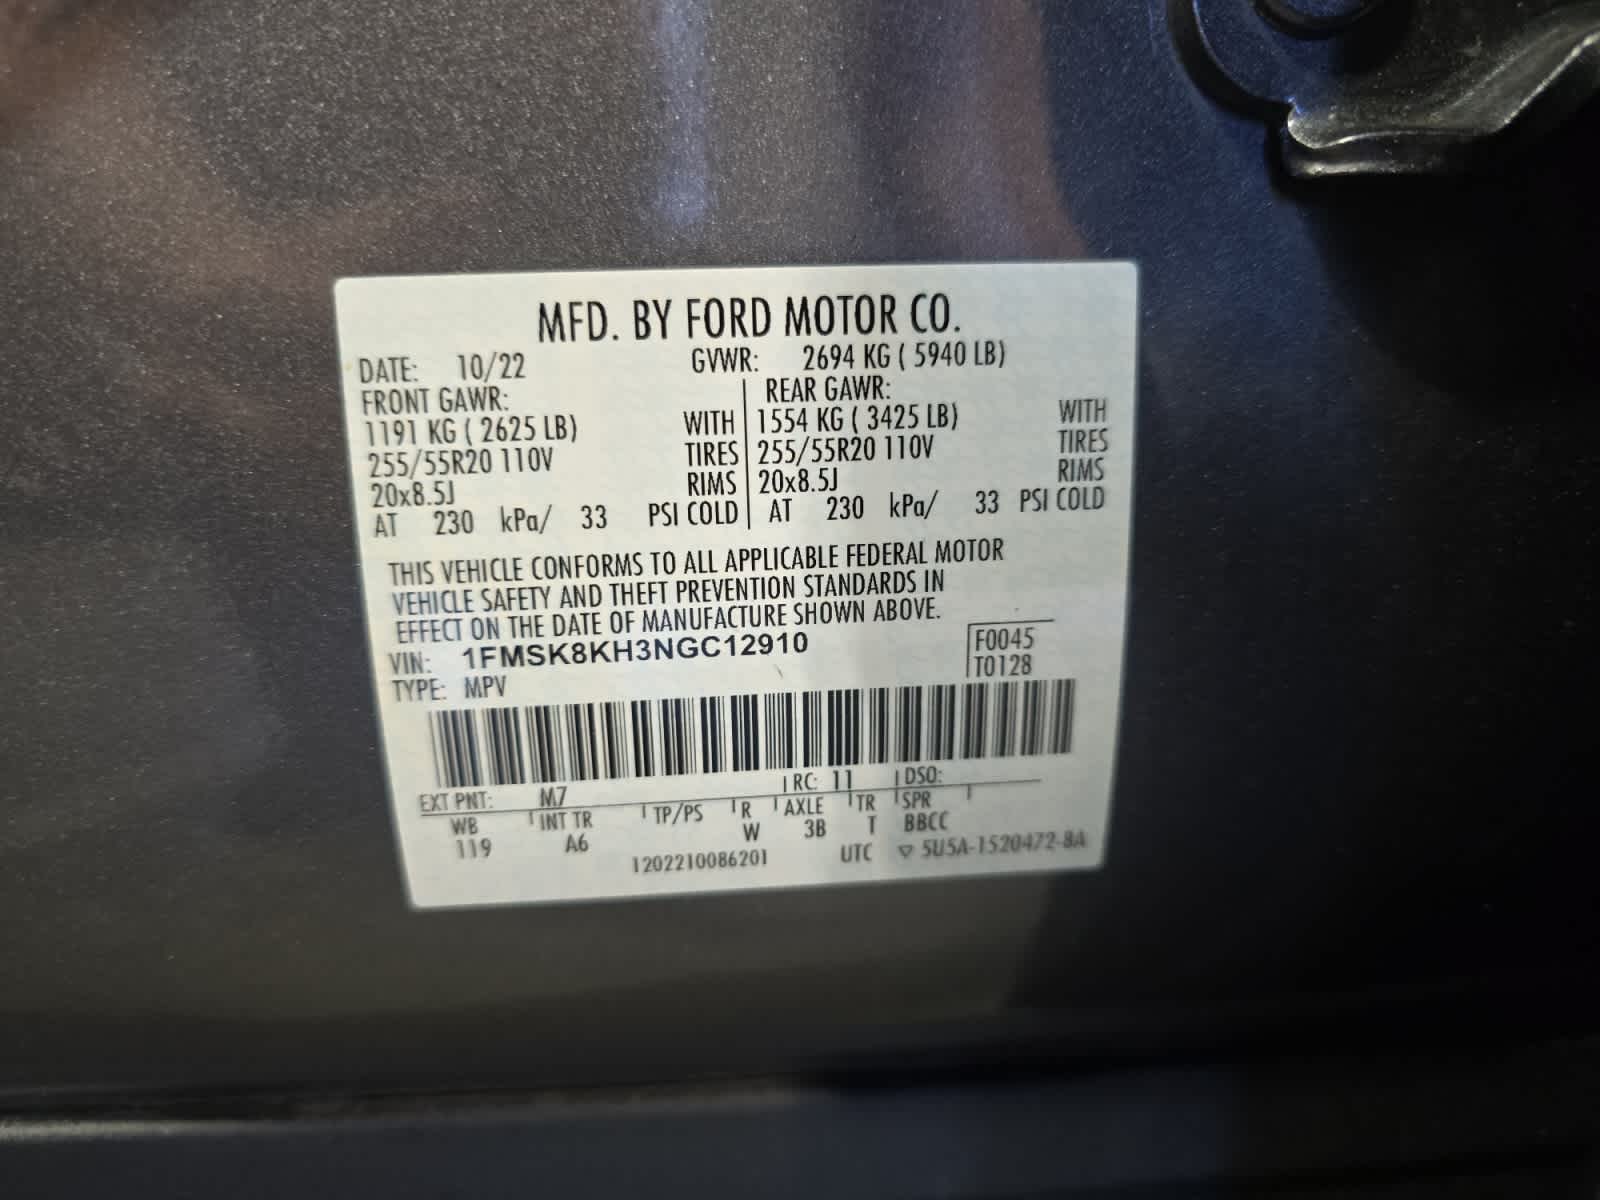 MFD. BY FORD MOTOR CO.
DATE: 10/22 GVWR: 2694 KG ( 5940 LB)
FRONT GAWR: REAR GAWR:
1191 KG ( 2625 LB) WITH 1554 KG ( 3425 LB) WITH
255/55R20 110V TIRES 255/55R20 110V TIRES
20x8.5J RIMS 20x8.5J RIMS
AT 230 kPa/ 33 PSI COLD AT 230 kPa/ 33 PSI COLD
THIS VEHICLE CONFORMS TO ALL APPLICABLE FEDERAL MOTOR
VEHICLE SAFETY AND THEFT PREVENTION STANDARDS IN
EFFECT ON THE DATE OF MANUFACTURE SHOWN ABOVE.
VIN: 1FMSK8KH3NGC12910 F0045
TYPE: MPV T0128
EXT PNT: M7 RC: 11 DSO:
WB INT TR TP/PS R AXLE TR SPR
119 A6 W 3B T BBCC
1202210086201 UTC ▽ 5U5A-1520472-8A